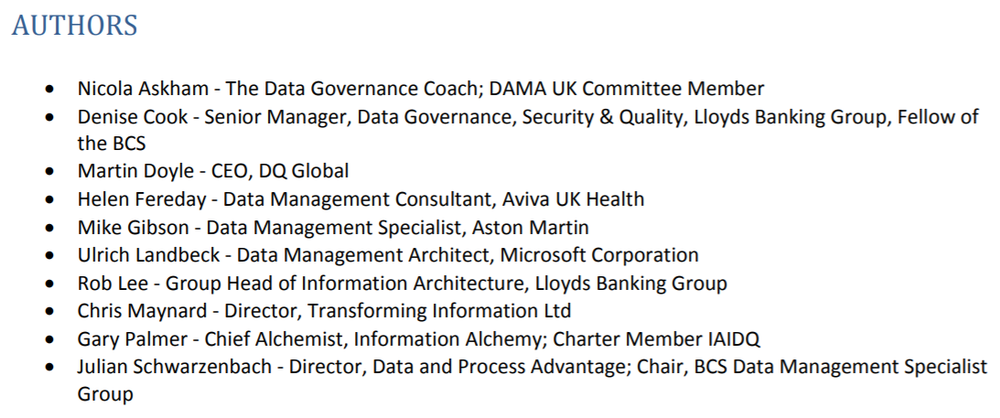 AUTHORS
• Nicola Askham - The Data Governance Coach; DAMA UK Committee Member
• Denise Cook - Senior Manager, Data Governance, Security & Quality, Lloyds Banking Group, Fellow of
the BCS
• Martin Doyle - CEO, DQ Global
• Helen Fereday - Data Management Consultant, Aviva UK Health
• Mike Gibson - Data Management Specialist, Aston Martin
• Ulrich Landbeck - Data Management Architect, Microsoft Corporation
• Rob Lee - Group Head of Information Architecture, Lloyds Banking Group
• Chris Maynard - Director, Transforming Information Ltd
• Gary Palmer - Chief Alchemist, Information Alchemy; Charter Member IAIDQ
• Julian Schwarzenbach - Director, Data and Process Advantage; Chair, BCS Data Management Specialist
Group